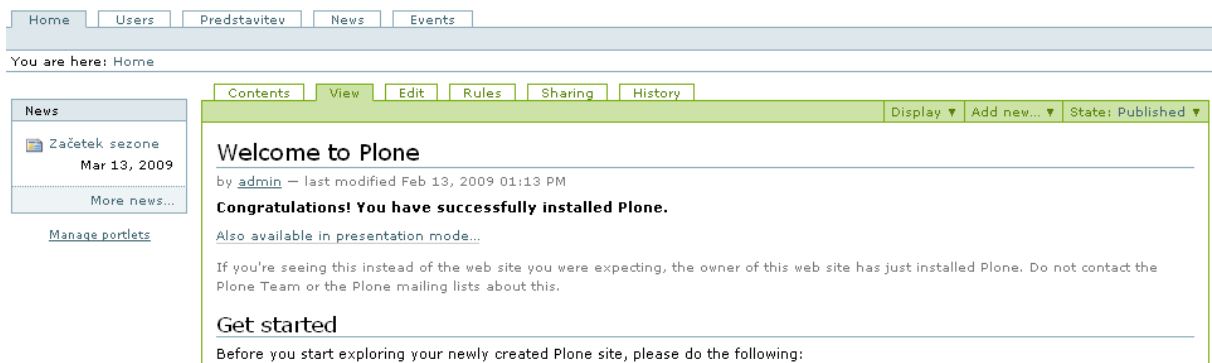 Home Users Predstavitev News Events
You are here: Home
News
Začetek sezone
Mar 13, 2009
More news...
Manage portlets
Contents View Edit Rules Sharing History
Display ▼ Add new... ▼ State: Published ▼
Welcome to Plone
by admin — last modified Feb 13, 2009 01:13 PM
Congratulations! You have successfully installed Plone.
Also available in presentation mode...
If you're seeing this instead of the web site you were expecting, the owner of this web site has just installed Plone. Do not contact the
Plone Team or the Plone mailing lists about this.
Get started
Before you start exploring your newly created Plone site, please do the following: